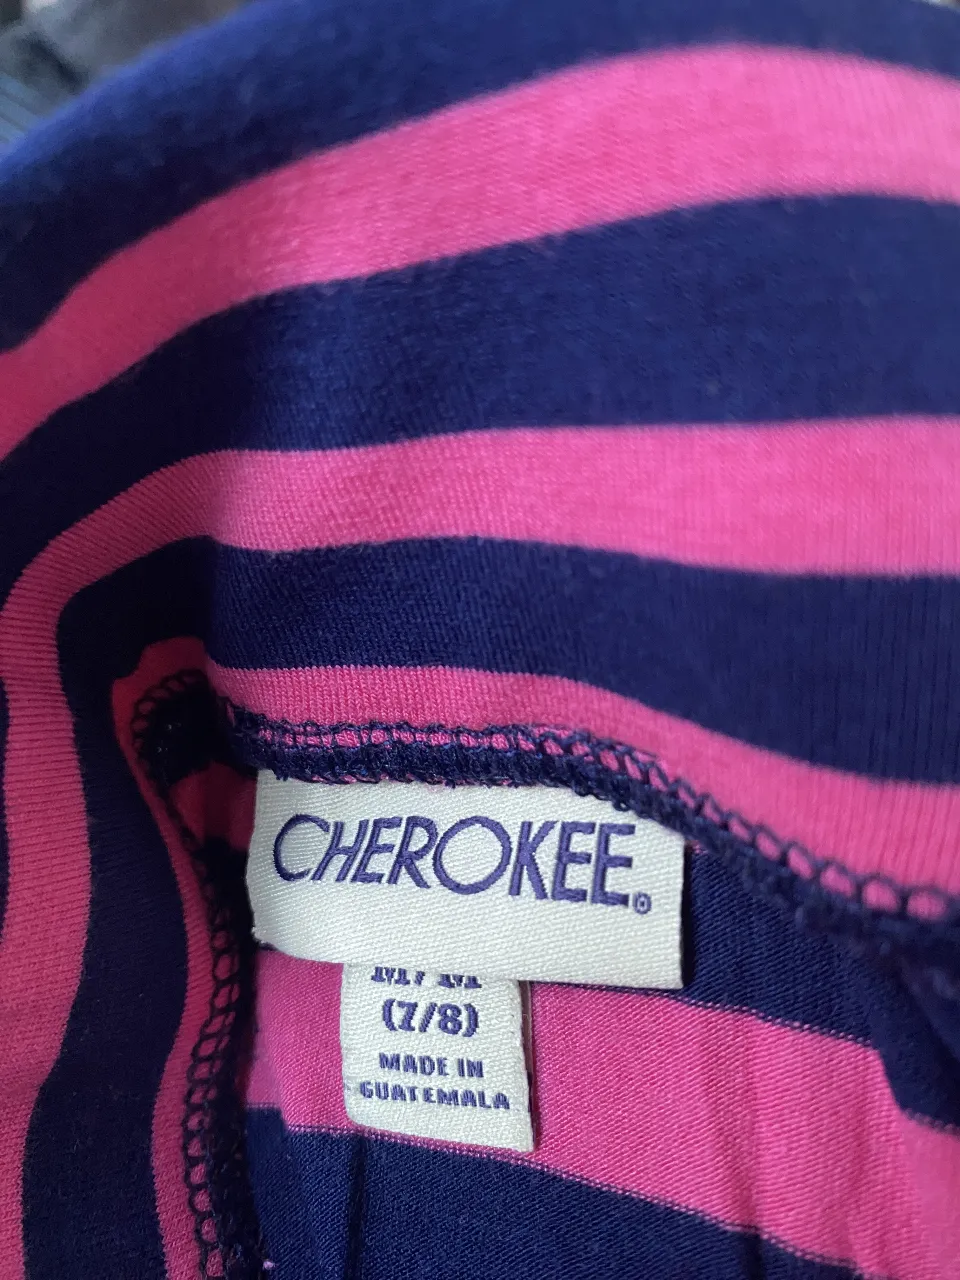 CHEROKEE®
M/M
(7/8)
MADE IN
GUATEMALA